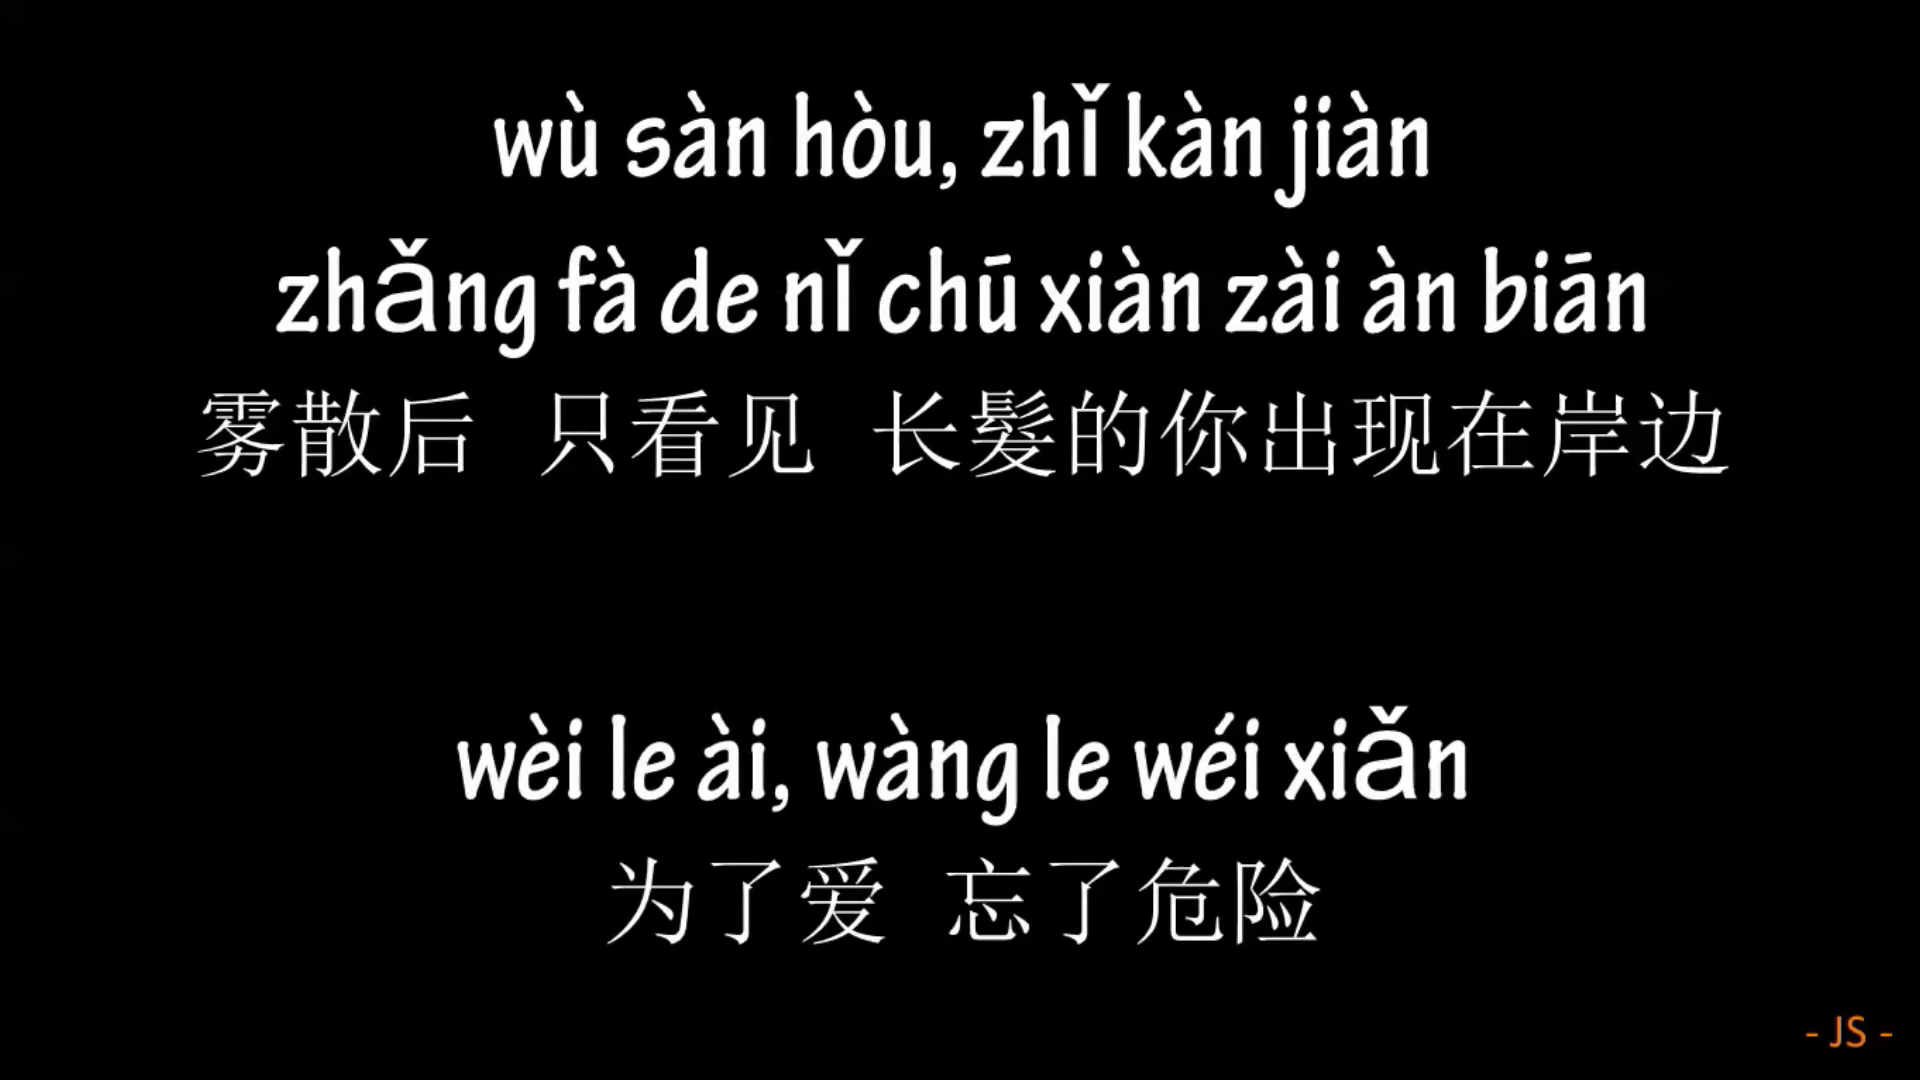 wù sàn hòu, zhǐ kàn jiàn
zhǎng fà de nǐ chū xiàn zài àn biān
雾散后 只看见 长髮的你出现在岸边
wèi le ài, wàng le wéi xiǎn
为了爱 忘了危险
- JS -